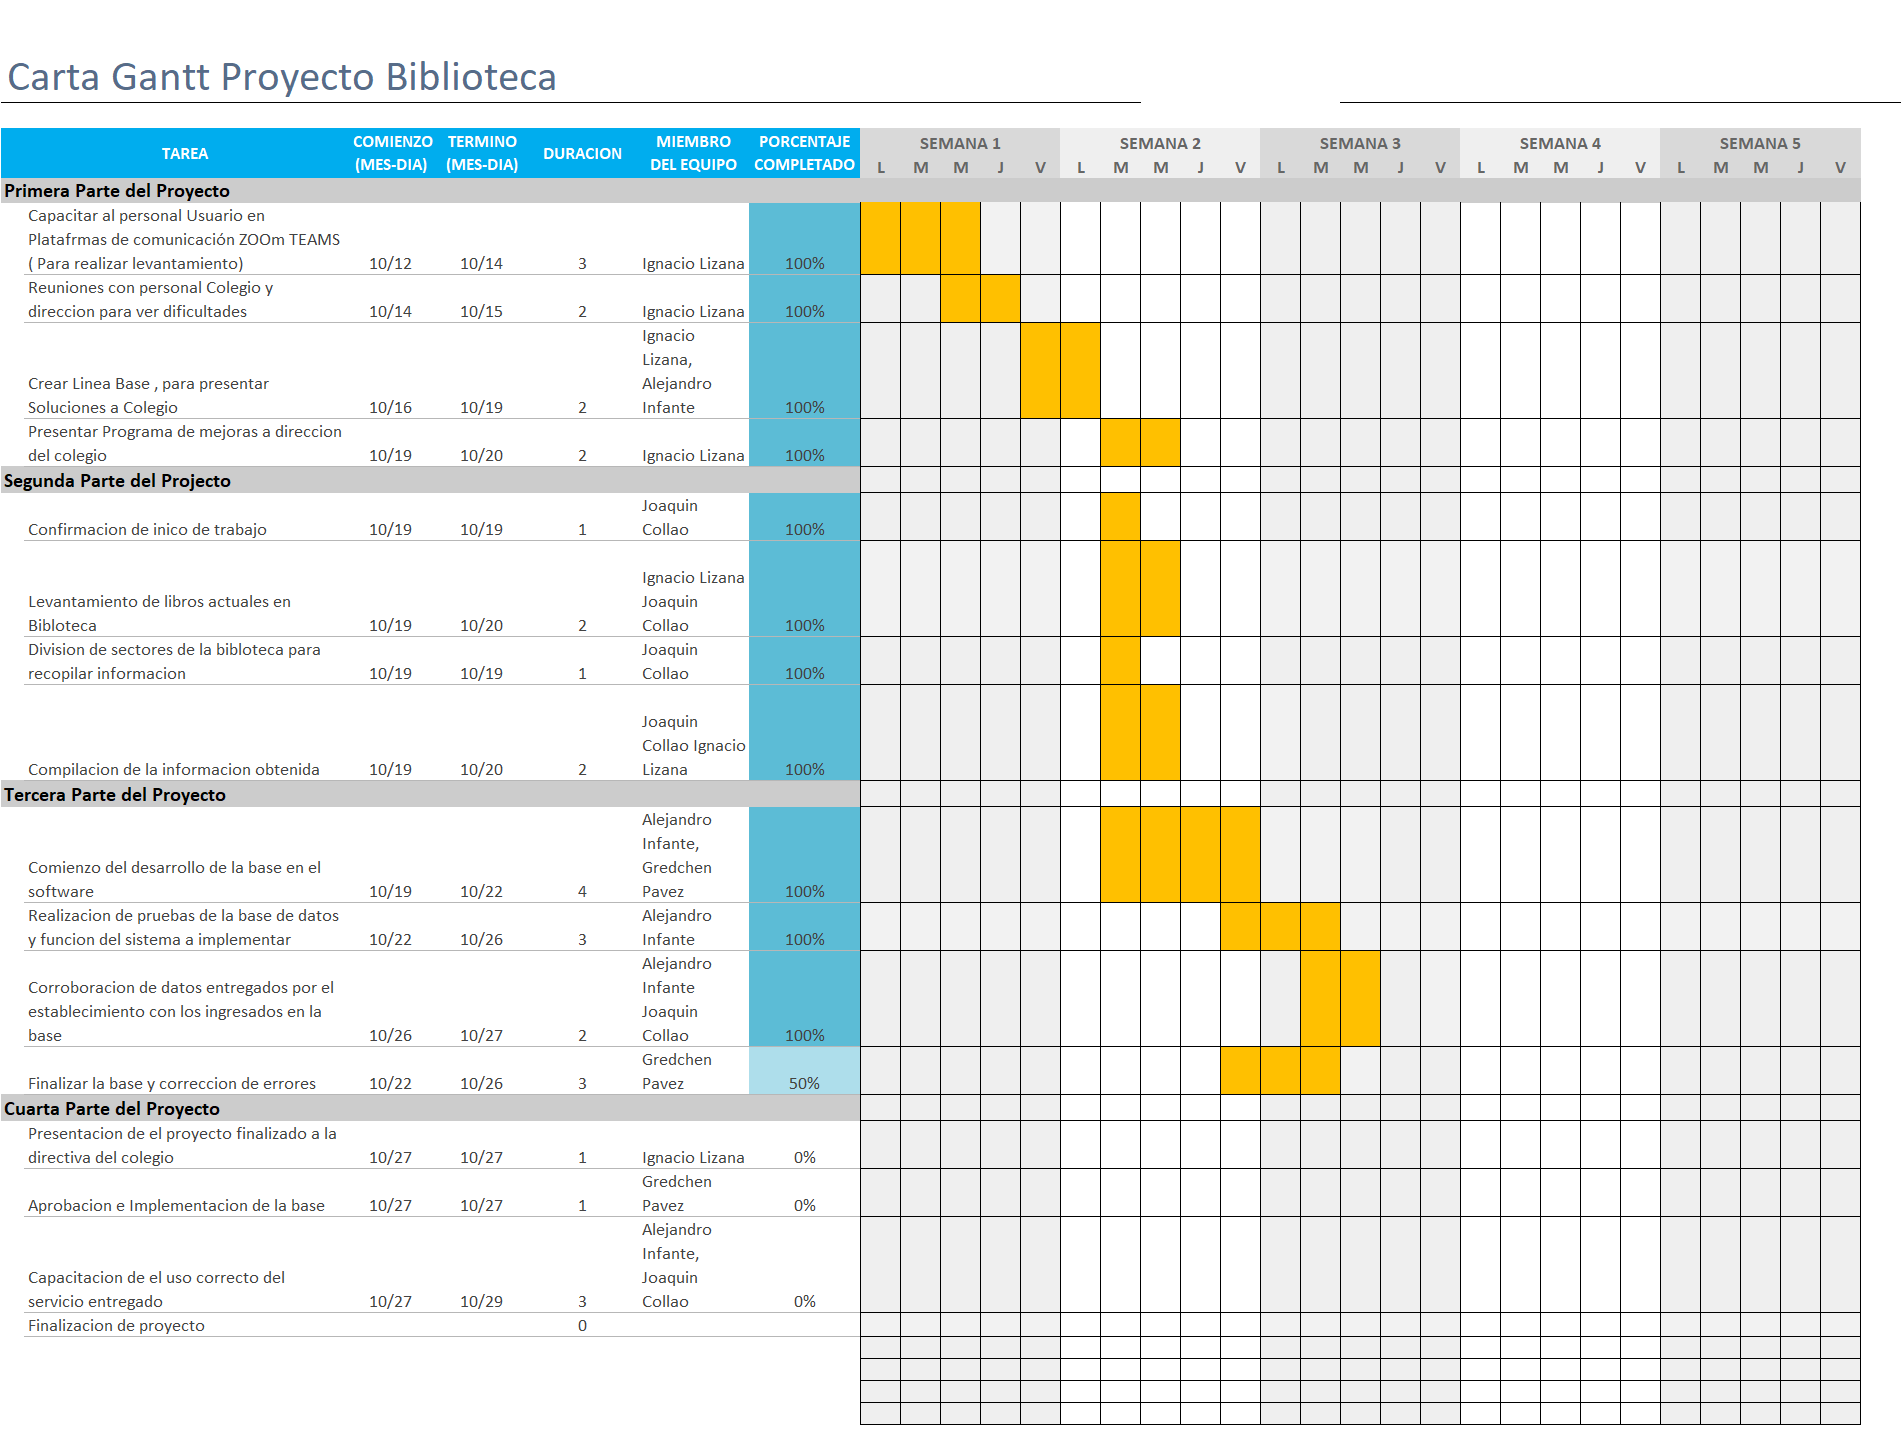 Carta Gantt Proyecto Biblioteca
TAREA
COMIENZO
(MES-DIA)
TERMINO
(MES-DIA)
DURACION
MIEMBRO
DEL EQUIPO
PORCENTAJE
COMPLETADO
SEMANA 1
SEMANA 2
SEMANA 3
SEMANA 4
SEMANA 5
L M M J V L M M J V L M M J V L M M J V L M M J V
Primera Parte del Proyecto
Capacitar al personal Usuario en
Platafrmas de comunicación ZOOm TEAMS
( Para realizar levantamiento) 10/12 10/14 3 Ignacio Lizana 100%
Reuniones con personal Colegio y
direccion para ver dificultades 10/14 10/15 2 Ignacio Lizana 100%
Ignacio
Lizana,
Crear Linea Base , para presentar Alejandro
Soluciones a Colegio 10/16 10/19 2 Infante 100%
Presentar Programa de mejoras a direccion
del colegio 10/19 10/20 2 Ignacio Lizana 100%
Segunda Parte del Projecto
Joaquin
Confirmacion de inico de trabajo 10/19 10/19 1 Collao 100%
Ignacio Lizana
Levantamiento de libros actuales en Joaquin
Bibloteca 10/19 10/20 2 Collao 100%
Division de sectores de la bibloteca para Joaquin
recopilar informacion 10/19 10/19 1 Collao 100%
Joaquin
Collao Ignacio
Compilacion de la informacion obtenida 10/19 10/20 2 Lizana 100%
Tercera Parte del Proyecto
Alejandro
Infante,
Comienzo del desarrollo de la base en el Gredchen
software 10/19 10/22 4 Pavez 100%
Realizacion de pruebas de la base de datos Alejandro
y funcion del sistema a implementar 10/22 10/26 3 Infante 100%
Alejandro
Corroboracion de datos entregados por el Infante
establecimiento con los ingresados en la Joaquin
base 10/26 10/27 2 Collao 100%
Gredchen
Finalizar la base y correccion de errores 10/22 10/26 3 Pavez 50%
Cuarta Parte del Proyecto
Presentacion de el proyecto finalizado a la
directiva del colegio 10/27 10/27 1 Ignacio Lizana 0%
Gredchen
Aprobacion e Implementacion de la base 10/27 10/27 1 Pavez 0%
Alejandro
Infante,
Capacitacion de el uso correcto del Joaquin
servicio entregado 10/27 10/29 3 Collao 0%
Finalizacion de proyecto 0